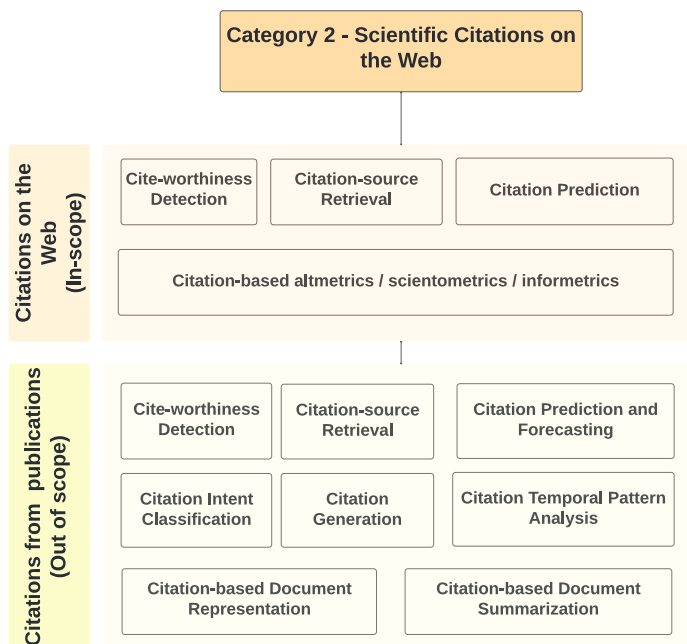 Category 2 - Scientific Citations on
the Web
Citations on the
Web
(In-scope)
Cite-worthiness
Detection
Citation-source
Retrieval
Citation Prediction
Citation-based altmetrics / scientometrics / informetrics
Citations from publications
(Out of scope)
Cite-worthiness
Detection
Citation-source
Retrieval
Citation Prediction and
Forecasting
Citation Intent
Classification
Citation
Generation
Citation Temporal Pattern
Analysis
Citation-based Document
Representation
Citation-based Document
Summarization